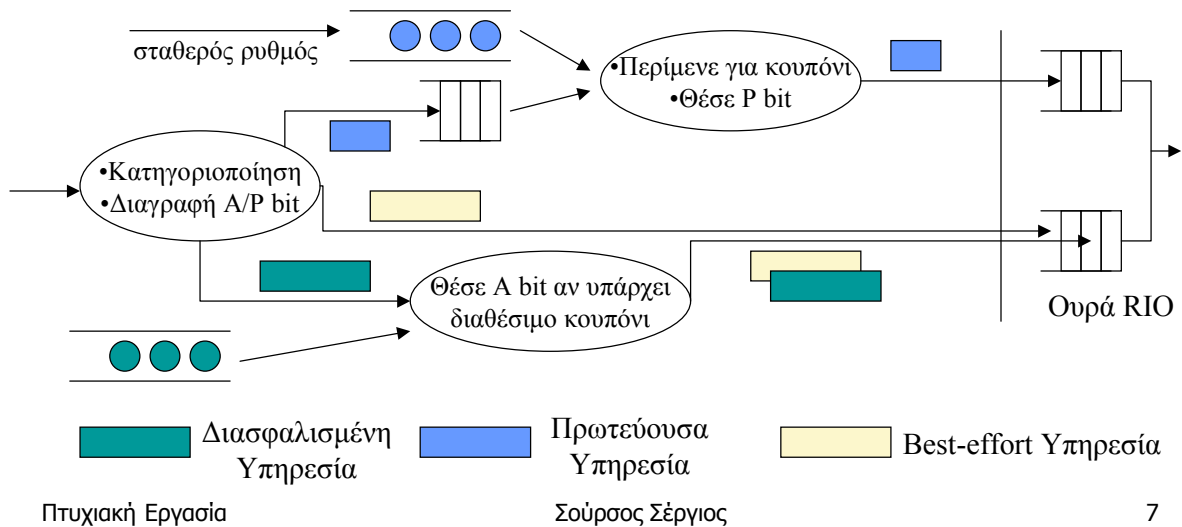 σταθερός ρυθμός
•Περίμενε για κουπόνι
•Θέσε P bit
•Κατηγοριοποίηση
•Διαγραφή A/P bit
Θέσε A bit αν υπάρχει
διαθέσιμο κουπόνι
Ουρά RIO
Διασφαλισμένη
Υπηρεσία
Πρωτεύουσα
Υπηρεσία
Best-effort Υπηρεσία
Πτυχιακή Εργασία
Σούρσος Σέργιος
7